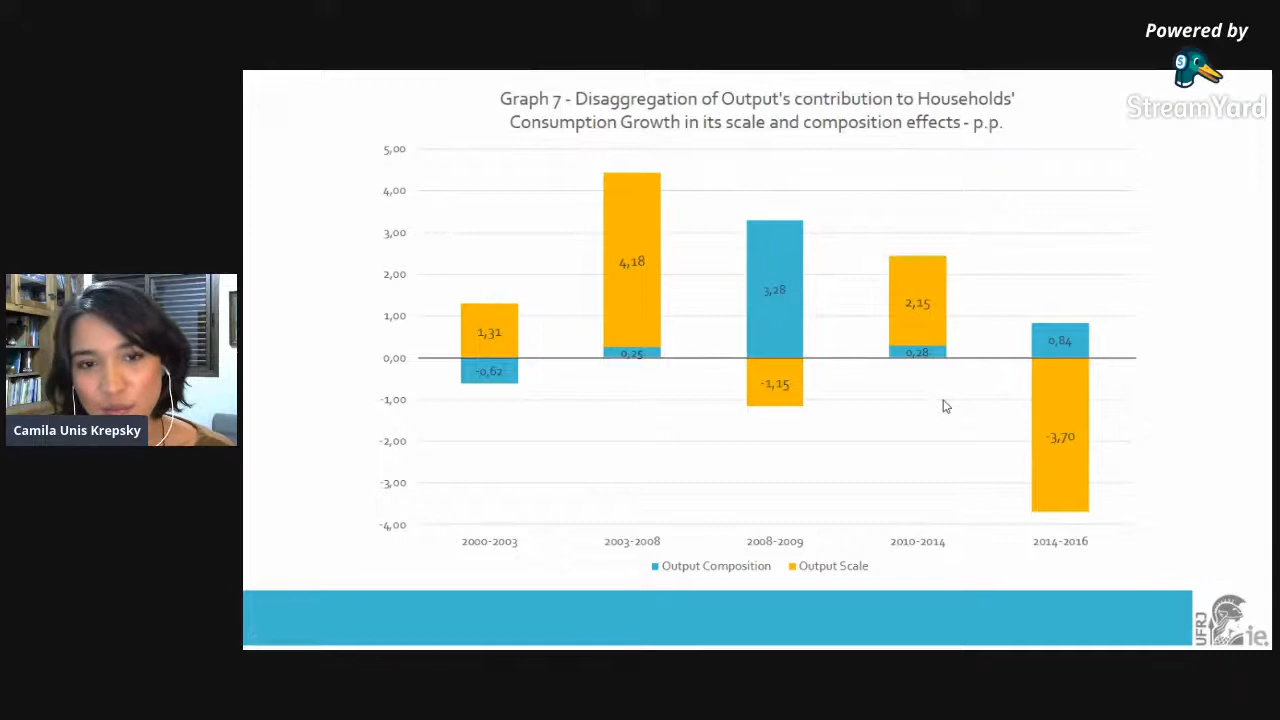 Powered by
StreamYard
Graph 7 - Disaggregation of Output's contribution to Households'
Consumption Growth in its scale and composition effects - p.p.
5,00
4,00
3,00
2,00
1,00
0,00
-1,00
-2,00
-3,00
-4,00
1,31
-0,62
4,18
0,25
3,28
-1,15
2,15
0,28
0,84
-3,70
2000-2003
2003-2008
2008-2009
2010-2014
2014-2016
Output Composition
Output Scale
Camila Unis Krepsky
UFRJ
ie.